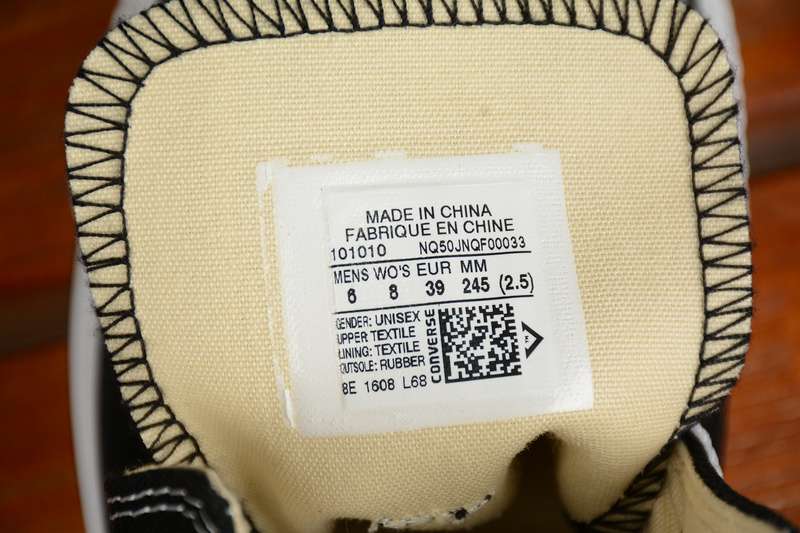 MADE IN CHINA
FABRIQUE EN CHINE
101010 NQ50JNQF00033
MENS WO'S EUR MM
6 8 39 245 (2.5)
GENDER: UNISEX
UPPER TEXTILE
LINING: TEXTILE
OUTSOLE: RUBBER
8E 1608 L68
CONVERSE